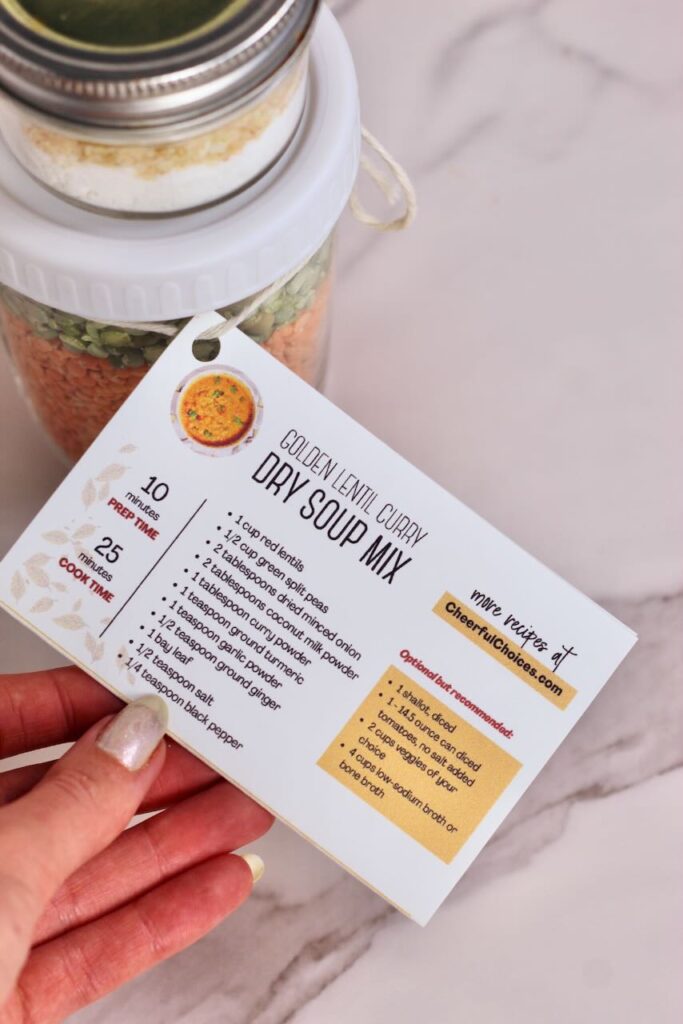 GOLDEN LENTIL CURRY
DRY SOUP MIX
10
minutes
PREP TIME
25
minutes
COOK TIME
• 1 cup red lentils
• 1/2 cup green split peas
• 2 tablespoons dried minced onion
• 2 tablespoons coconut milk powder
• 1 tablespoon curry powder
• 1 teaspoon ground turmeric
• 1 teaspoon garlic powder
• 1/2 teaspoon ground ginger
• 1 bay leaf
• 1/2 teaspoon salt
• 1/4 teaspoon black pepper
more recipes at
CheerfulChoices.com
Optional but recommended:
• 1 shallot, diced
• 1 - 14.5 ounce can diced
tomatoes, no salt added
• 2 cups veggies of your
choice
• 4 cups low-sodium broth or
bone broth